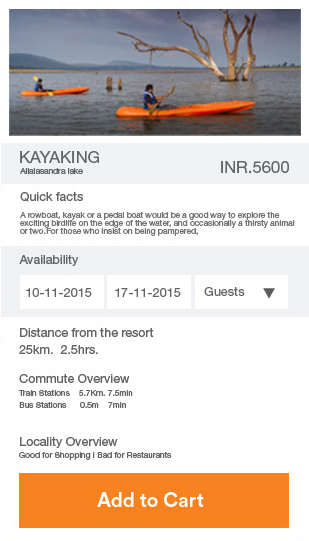 KAYAKING
Allalasandra lake
INR.5600
Quick facts
A rowboat, kayak or a pedal boat would be a good way to explore the
exciting birdlife on the edge of the water, and occasionally a thirsty animal
or two.For those who insist on being pampered,
Availability
10-11-2015 17-11-2015 Guests
Distance from the resort
25km. 2.5hrs.
Commute Overview
Train Stations 5.7Km. 7.5min
Bus Stations 0.5m 7min
Locality Overview
Good for Shopping I Bad for Restaurants
Add to Cart